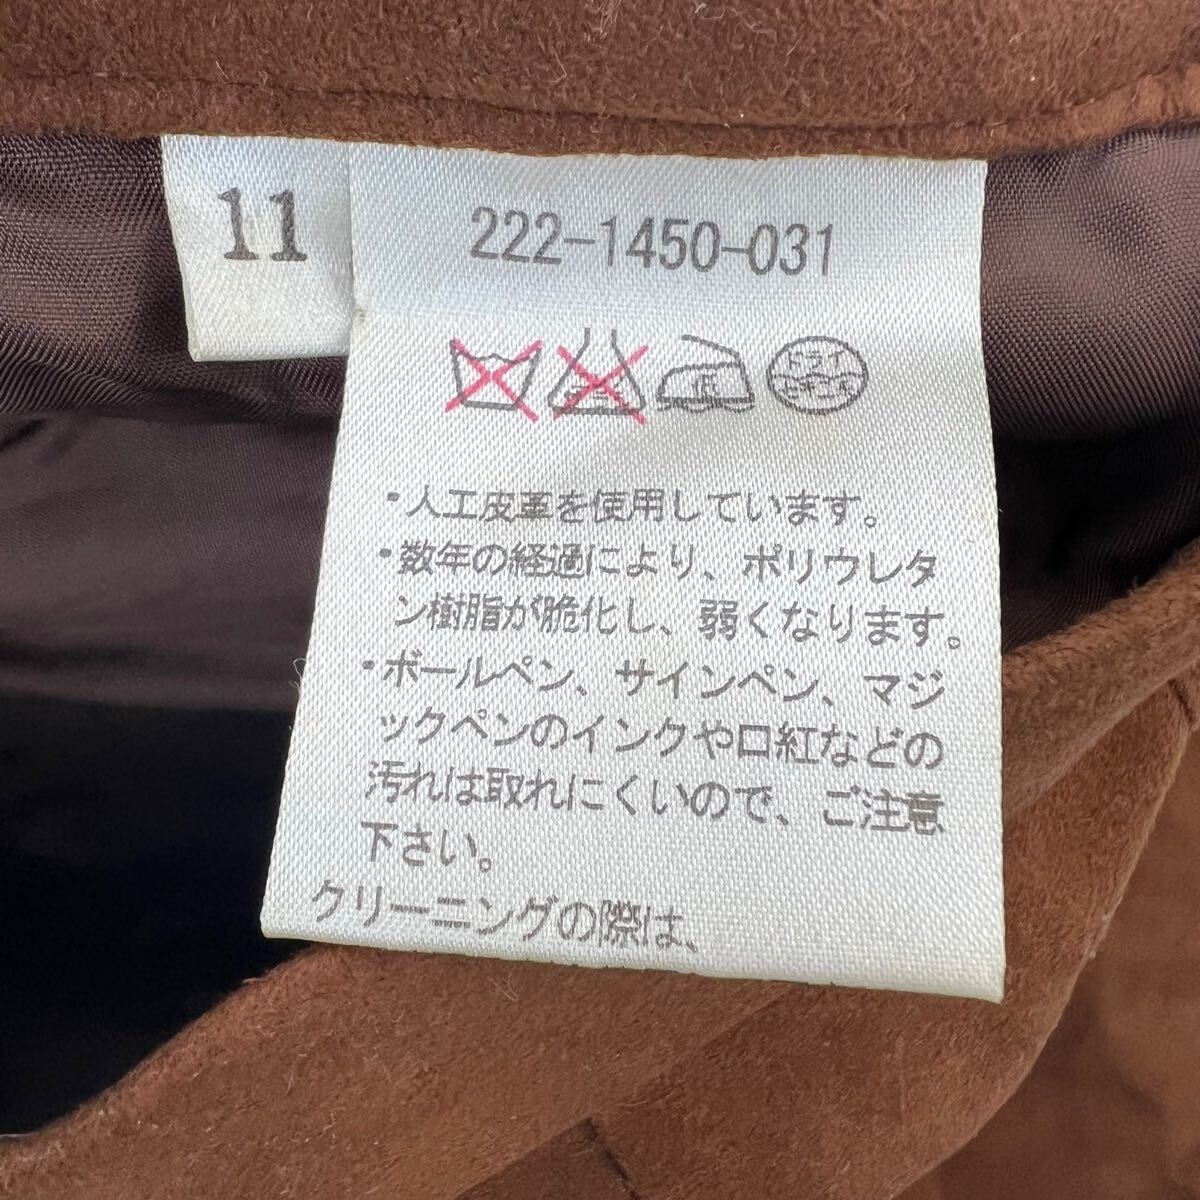 11
222-1450-031
ドライ
セキユ系
・人工皮革を使用しています。
・数年の経過により、ポリウレタ
ン樹脂が脆化し、弱くなります。
・ボールペン、サインペン、マジ
ックペンのインクや口紅などの
汚れは取れにくいので、ご注意
下さい。
クリーニングの際は、